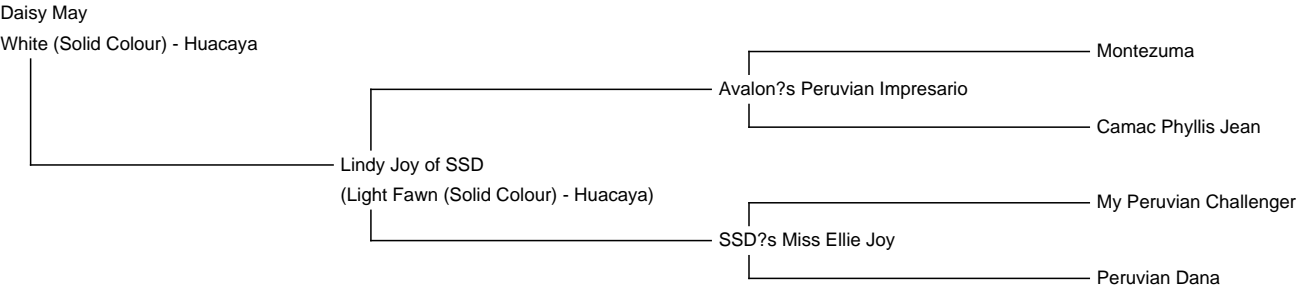 Daisy May
White (Solid Colour) - Huacaya
Montezuma
Avalon?s Peruvian Impresario
Camac Phyllis Jean
Lindy Joy of SSD
(Light Fawn (Solid Colour) - Huacaya)
My Peruvian Challenger
SSD?s Miss Ellie Joy
Peruvian Dana